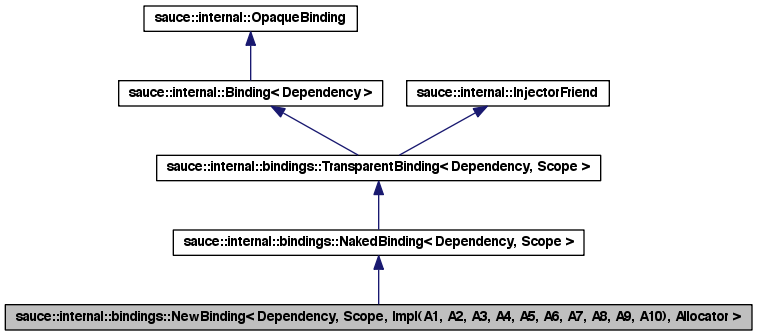 sauce::internal::OpaqueBinding
sauce::internal::Binding< Dependency >
sauce::internal::InjectorFriend
sauce::internal::bindings::TransparentBinding< Dependency, Scope >
sauce::internal::bindings::NakedBinding< Dependency, Scope >
sauce::internal::bindings::NewBinding< Dependency, Scope, Impl(A1, A2, A3, A4, A5, A6, A7, A8, A9, A10), Allocator >